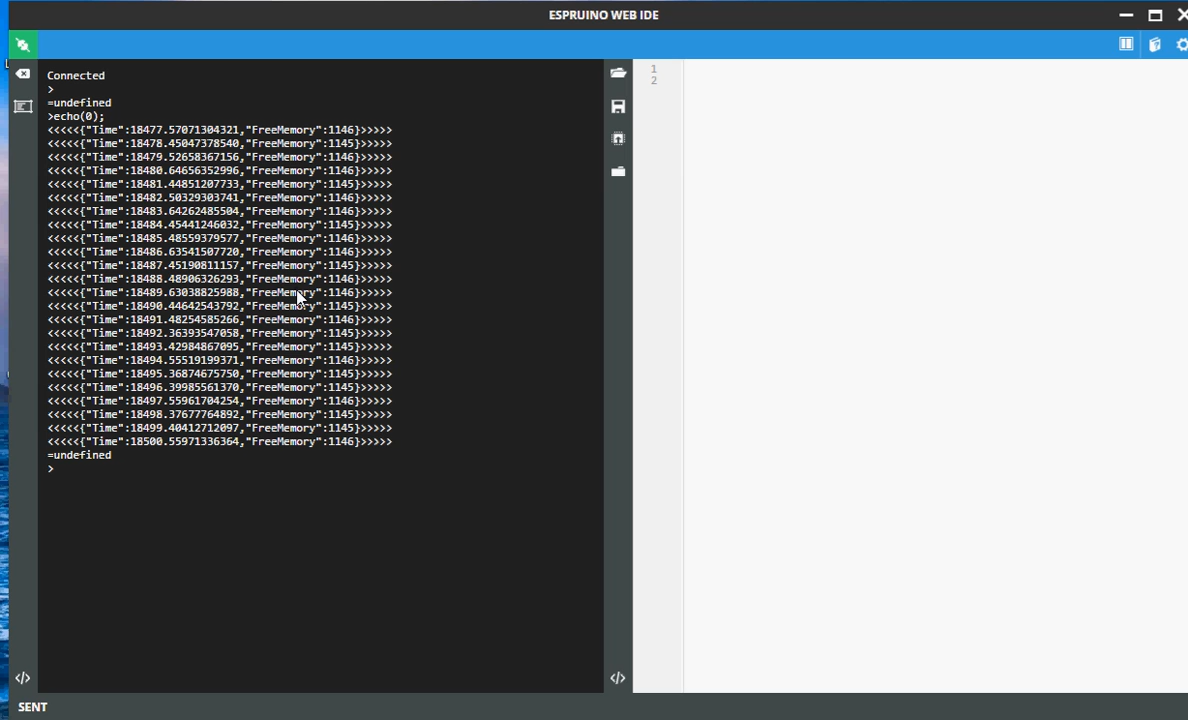 ESPRUINO WEB IDE
Connected
>
=undefined
>echo(0);
<<<<<{"Time":18477.57071304321,"FreeMemory":1146}>>>>>
<<<<<{"Time":18478.45047378540,"FreeMemory":1145}>>>>>
<<<<<{"Time":18479.52658367156,"FreeMemory":1146}>>>>>
<<<<<{"Time":18480.64656352996,"FreeMemory":1146}>>>>>
<<<<<{"Time":18481.44851207733,"FreeMemory":1145}>>>>>
<<<<<{"Time":18482.50329303741,"FreeMemory":1146}>>>>>
<<<<<{"Time":18483.64262485504,"FreeMemory":1146}>>>>>
<<<<<{"Time":18484.45441246032,"FreeMemory":1145}>>>>>
<<<<<{"Time":18485.48559379577,"FreeMemory":1146}>>>>>
<<<<<{"Time":18486.63541507720,"FreeMemory":1146}>>>>>
<<<<<{"Time":18487.45190811157,"FreeMemory":1145}>>>>>
<<<<<{"Time":18488.48906326293,"FreeMemory":1146}>>>>>
<<<<<{"Time":18489.63038825988,"FreeMemory":1146}>>>>>
<<<<<{"Time":18490.44642543792,"FreeMemory":1145}>>>>>
<<<<<{"Time":18491.48254585266,"FreeMemory":1146}>>>>>
<<<<<{"Time":18492.36393547058,"FreeMemory":1145}>>>>>
<<<<<{"Time":18493.42984867095,"FreeMemory":1145}>>>>>
<<<<<{"Time":18494.55519199371,"FreeMemory":1146}>>>>>
<<<<<{"Time":18495.36874675750,"FreeMemory":1145}>>>>>
<<<<<{"Time":18496.39985561370,"FreeMemory":1145}>>>>>
<<<<<{"Time":18497.55961704254,"FreeMemory":1146}>>>>>
<<<<<{"Time":18498.37677764892,"FreeMemory":1145}>>>>>
<<<<<{"Time":18499.40412712097,"FreeMemory":1145}>>>>>
<<<<<{"Time":18500.55971336364,"FreeMemory":1146}>>>>>
=undefined
>
1
2
SENT